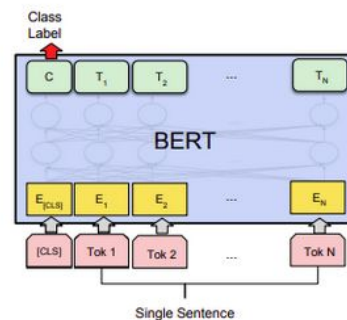 Class
Label
C T1 T2 ... TN
BERT
E[CLS] E1 E2 ... EN
[CLS] Tok 1 Tok 2 ... Tok N
Single Sentence